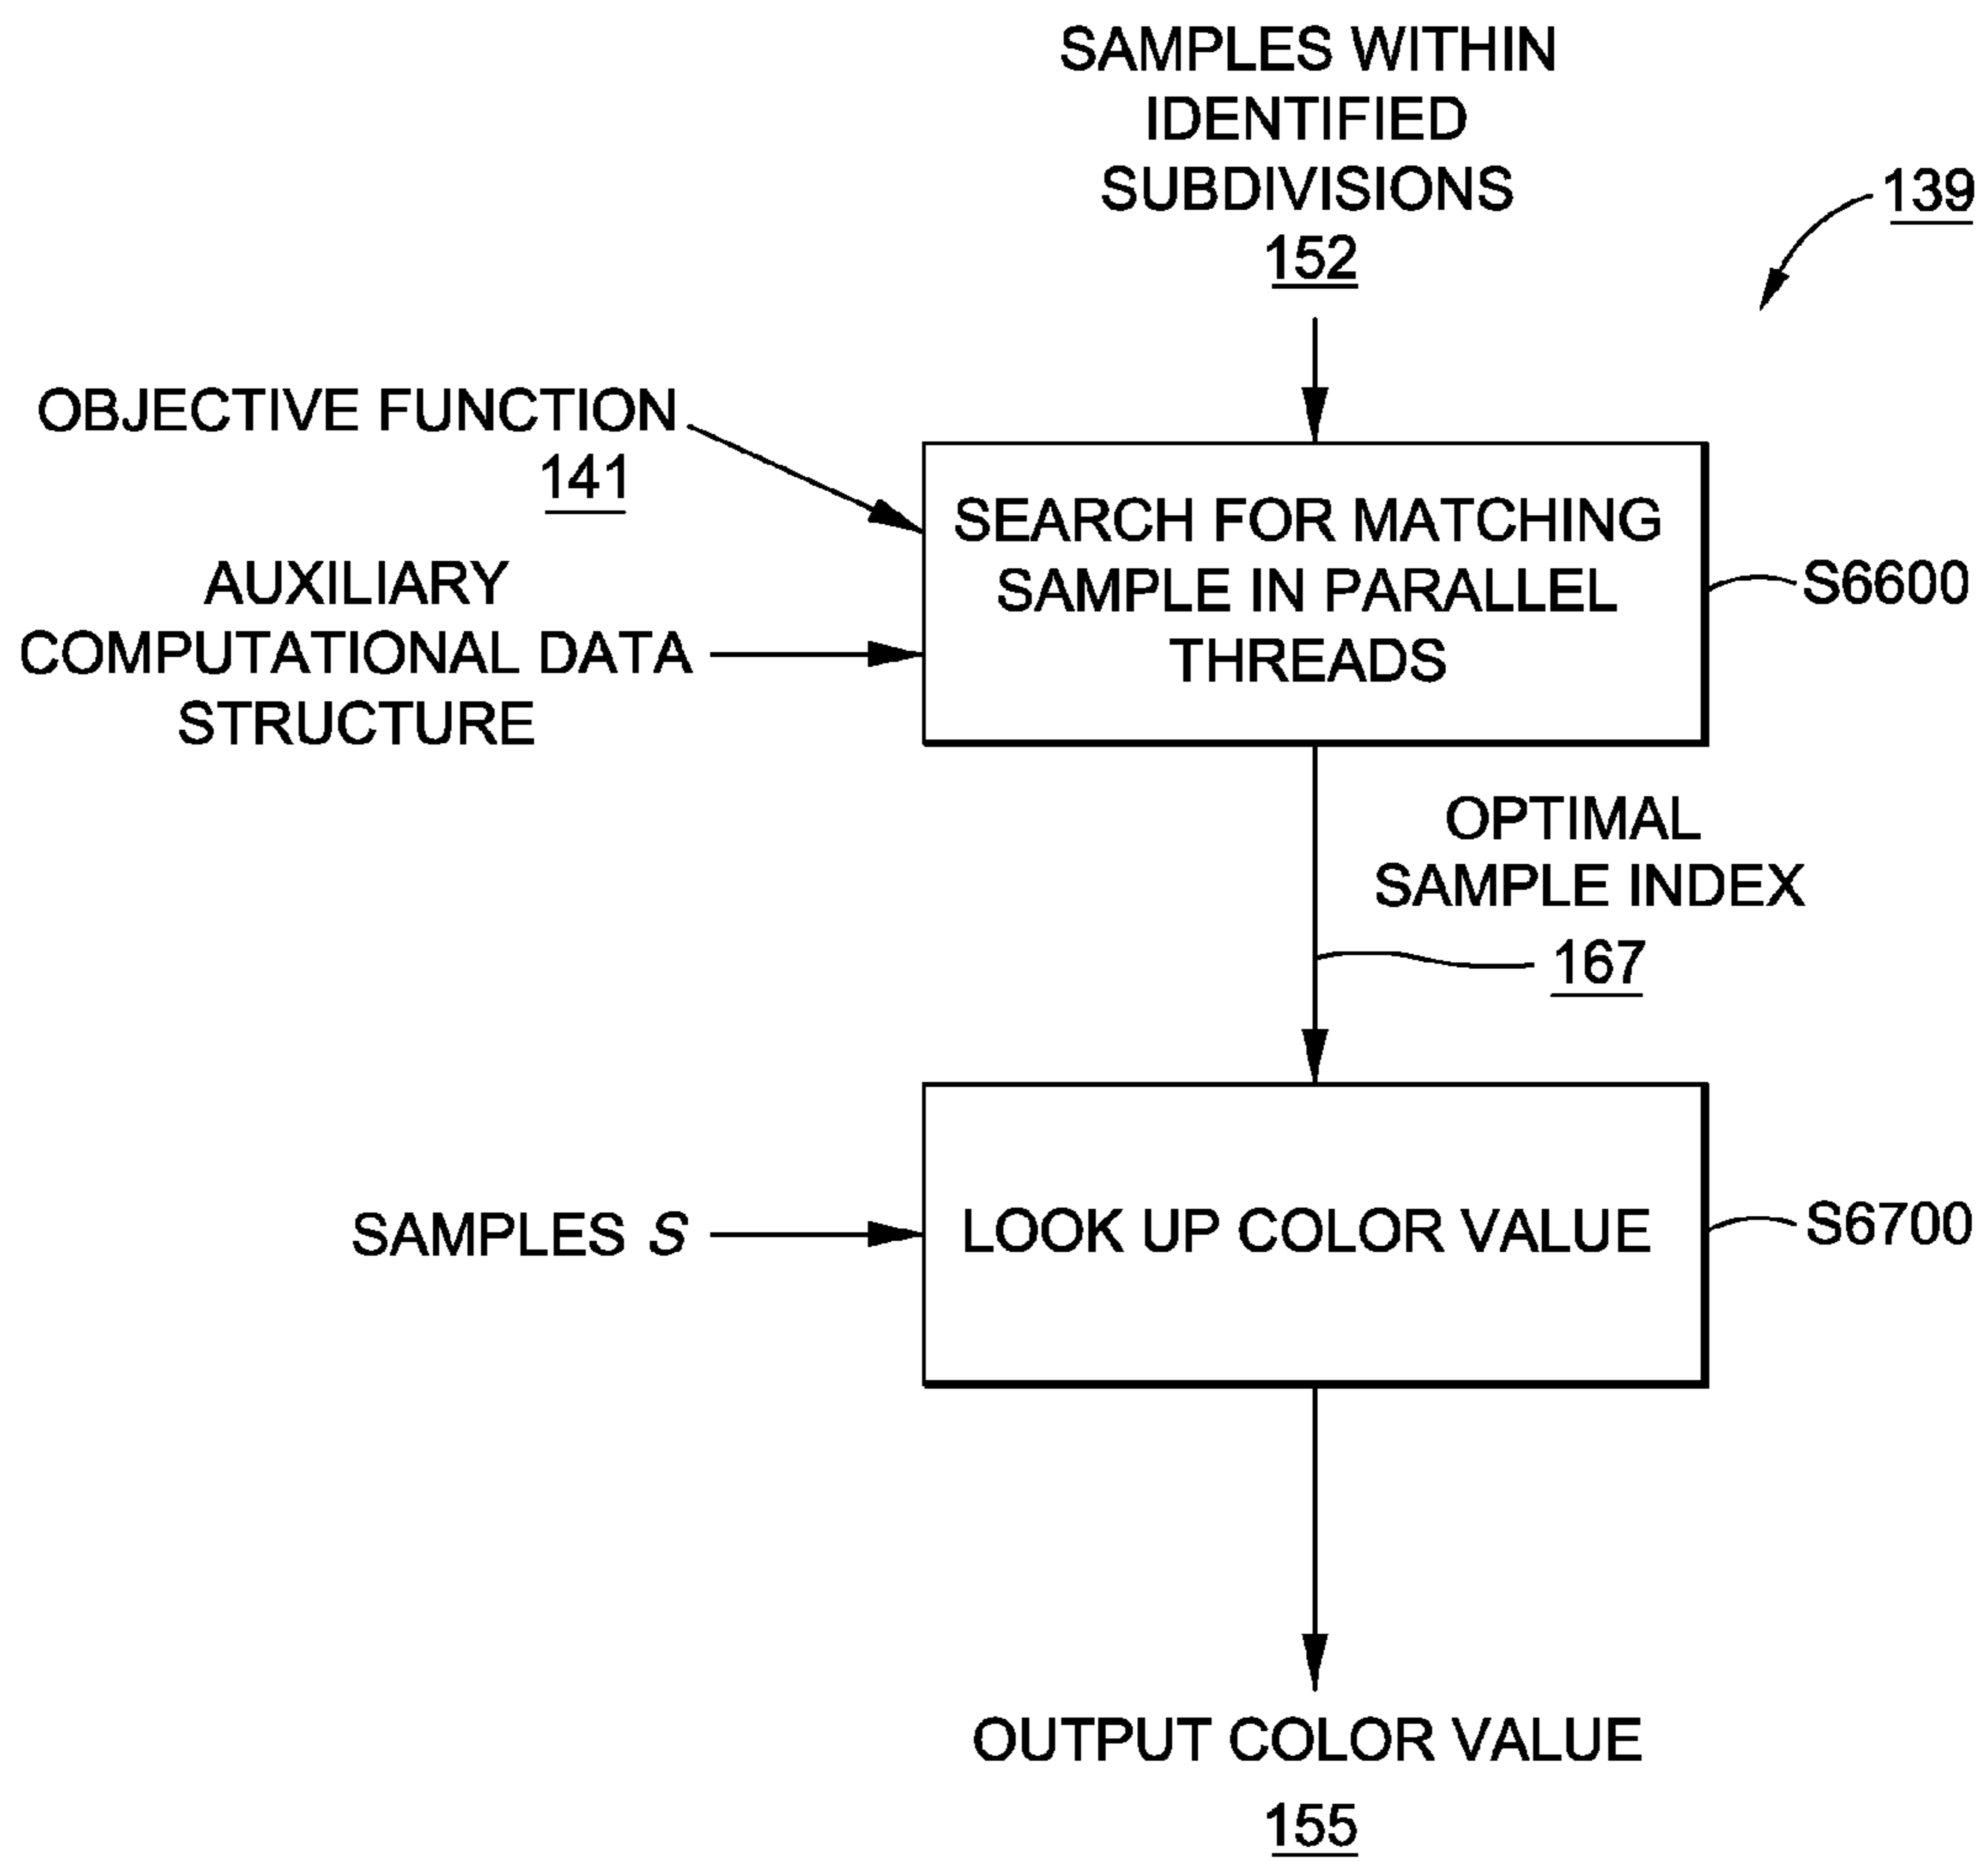 SAMPLES WITHIN
IDENTIFIED
SUBDIVISIONS
152
139
OBJECTIVE FUNCTION
141
AUXILIARY
COMPUTATIONAL DATA
STRUCTURE
SEARCH FOR MATCHING
SAMPLE IN PARALLEL
THREADS
S6600
OPTIMAL
SAMPLE INDEX
167
SAMPLES S
LOOK UP COLOR VALUE
S6700
OUTPUT COLOR VALUE
155